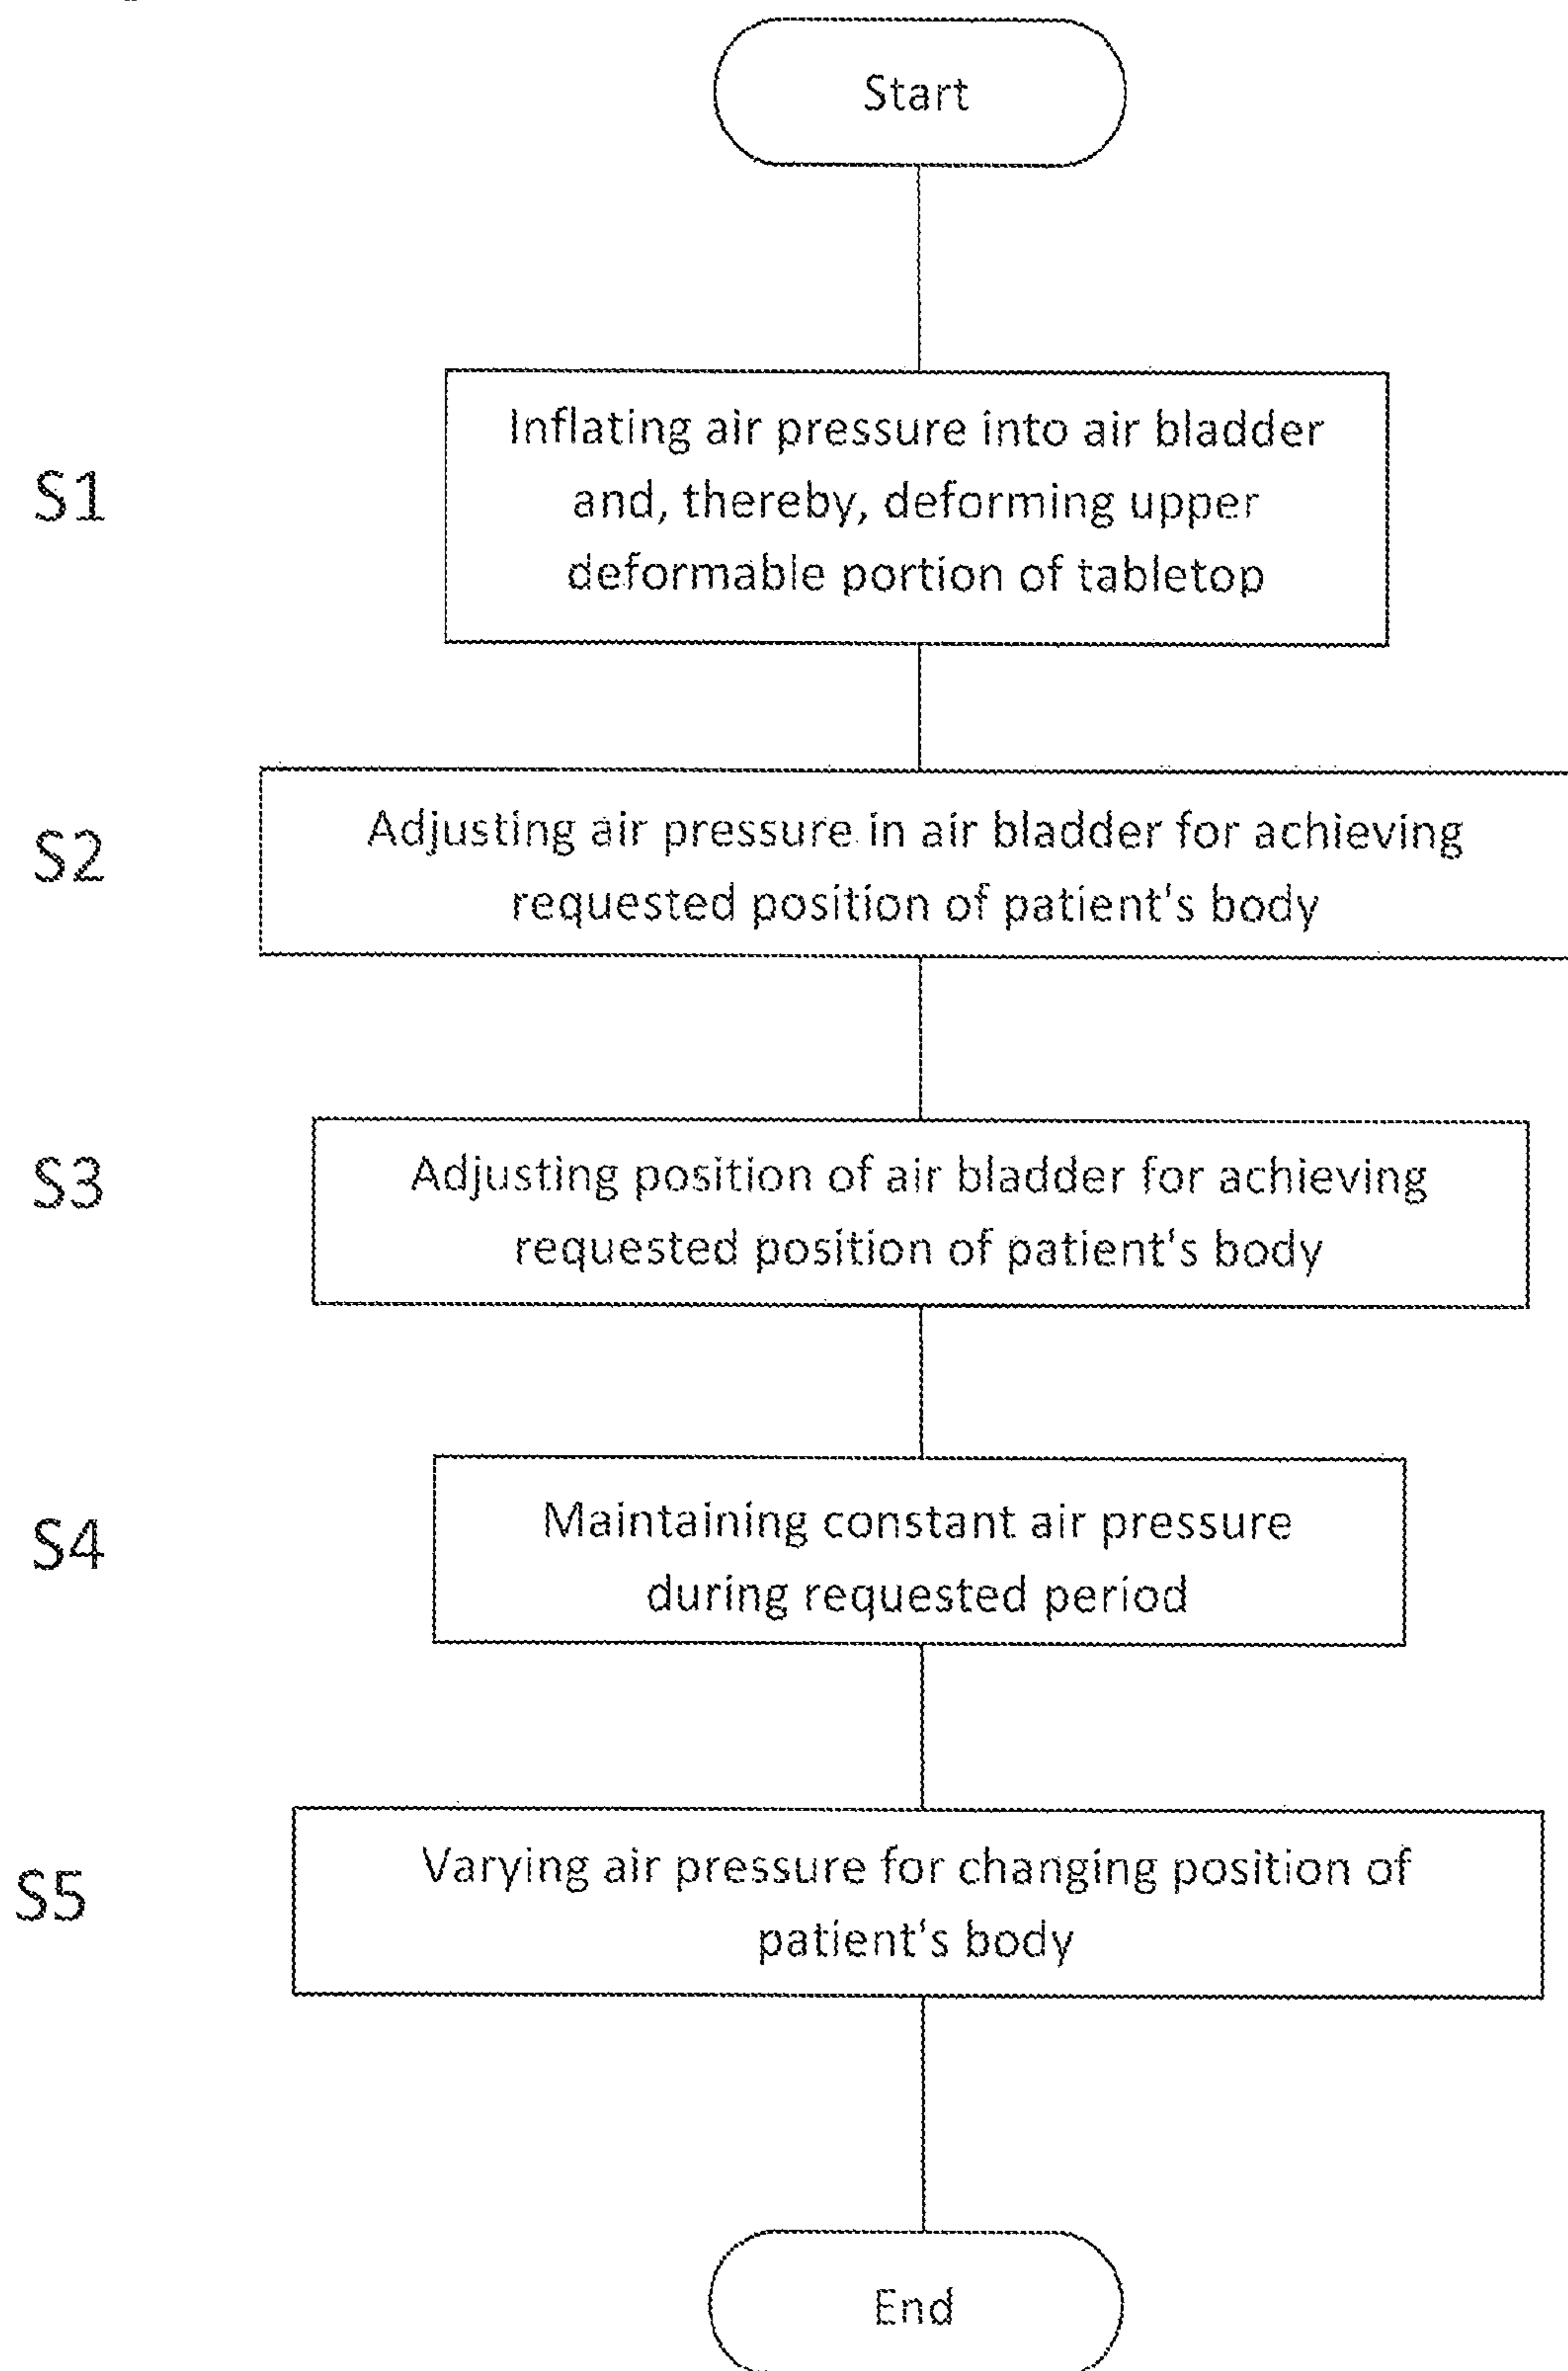 Start
S1
Inflating air pressure into air bladder
and, thereby, deforming upper
deformable portion of tabletop
S2
Adjusting air pressure in air bladder for achieving
requested position of patient's body
S3
Adjusting position of air bladder for achieving
requested position of patient's body
S4
Maintaining constant air pressure
during requested period
S5
Varying air pressure for changing position of
patient's body
End